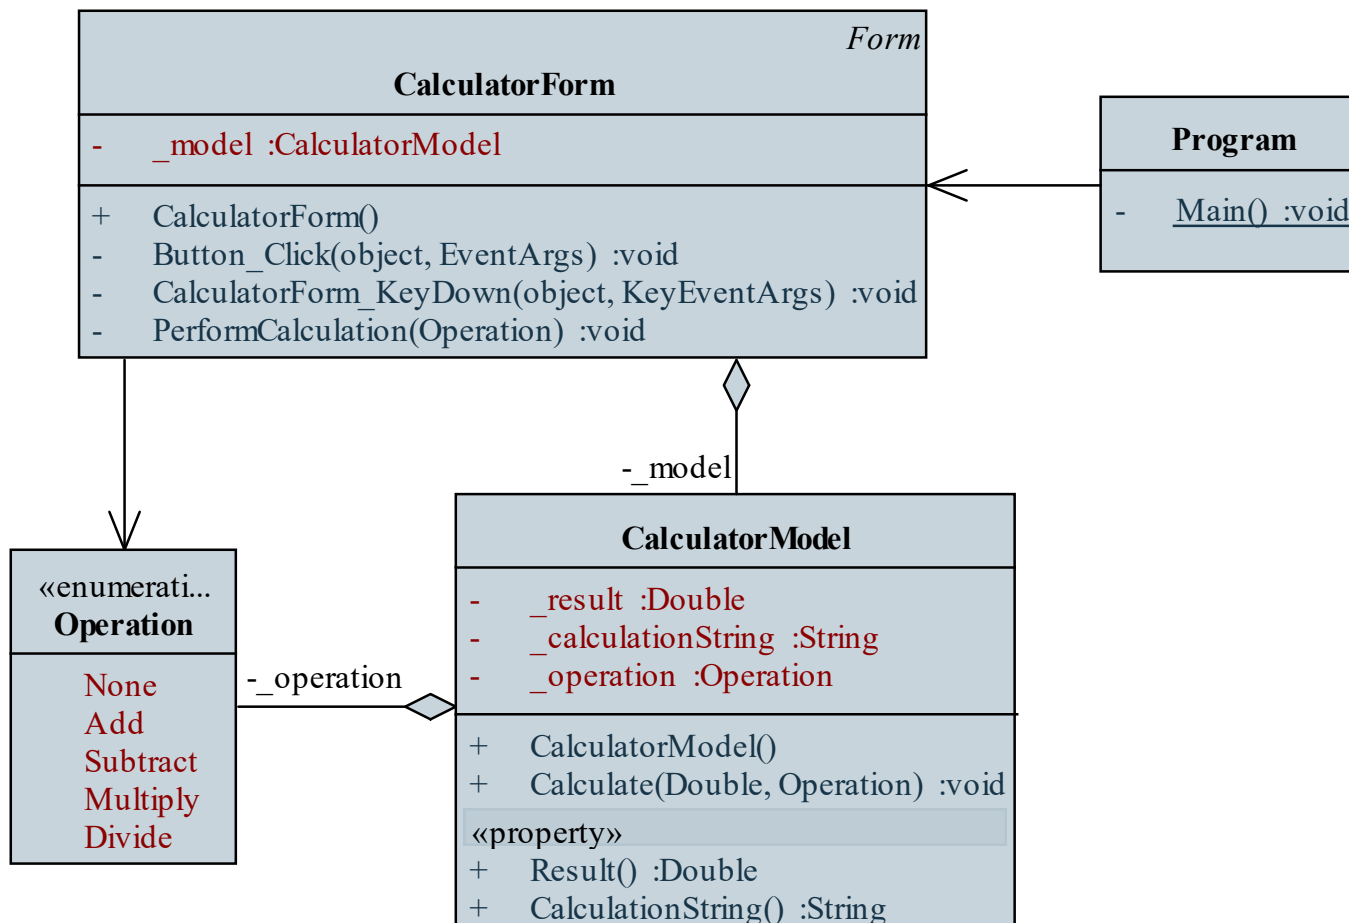 Form
CalculatorForm
- _model :CalculatorModel
+ CalculatorForm()
- Button_Click(object, EventArgs) :void
- CalculatorForm_KeyDown(object, KeyEventArgs) :void
- PerformCalculation(Operation) :void
Program
- Main() :void
-_model
«enumerati...
Operation
None
Add
Subtract
Multiply
Divide
-_operation
CalculatorModel
- _result :Double
- _calculationString :String
- _operation :Operation
+ CalculatorModel()
+ Calculate(Double, Operation) :void
«property»
+ Result() :Double
+ CalculationString() :String